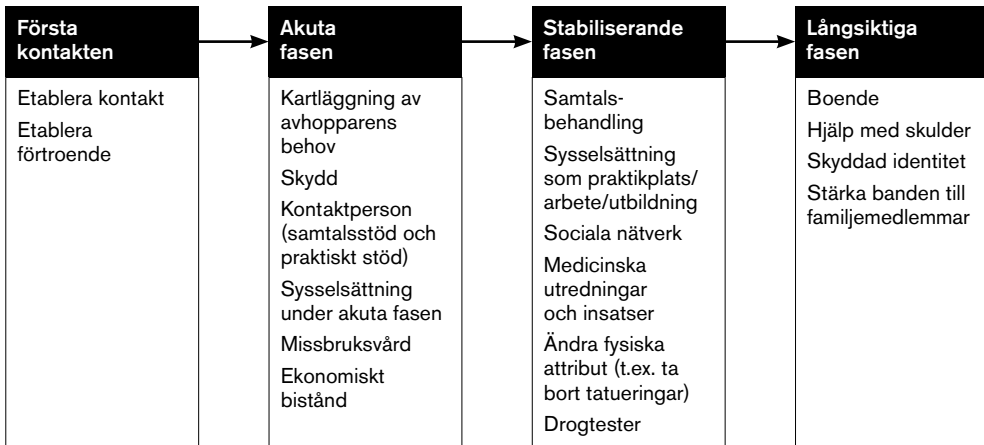 Första
kontakten
Etablera kontakt
Etablera
förtroende
Akuta
fasen
Kartläggning av
avhopparens
behov
Skydd
Kontaktperson
(samtalsstöd och
praktiskt stöd)
Sysselsättning
under akuta fasen
Missbruksvård
Ekonomiskt
bistånd
Stabiliserande
fasen
Samtals-
behandling
Sysselsättning
som praktikplats/
arbete/utbildning
Sociala nätverk
Medicinska
utredningar
och insatser
Ändra fysiska
attribut (t.ex. ta
bort tatueringar)
Drogtester
Långsiktiga
fasen
Boende
Hjälp med skulder
Skyddad identitet
Stärka banden till
familjemedlemmar